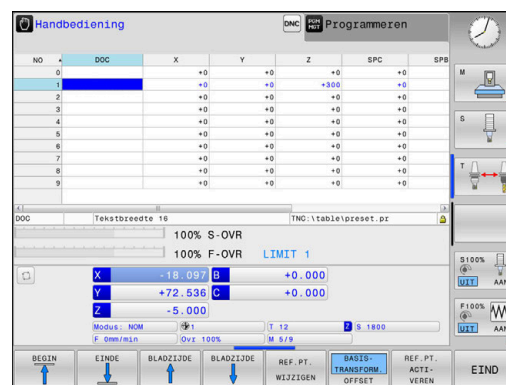 Handbediening DNC PGM MGT Programmeren
NO DOC X Y Z SPC SPB
0 +0 +0 +0 +0
1 +0 +0 +300 +0
2 +0 +0 +0 +0
3 +0 +0 +0 +0
4 +0 +0 +0 +0
5 +0 +0 +0 +0
6 +0 +0 +0 +0
7 +0 +0 +0 +0
8 +0 +0 +0 +0
9 +0 +0 +0 +0
DOC Tekstbreedte 16 TNC:\table\preset.pr
100% S-OVR
100% F-OVR LIMIT 1
X -18.097 B +0.000
Y +72.536 C +0.000
Z -5.000
Modus: NOM 1 T 12 Z S 1800
F 0mm/min Ovr 100% M 5/9
M
S
T
S100%
UIT AAN
F100%
UIT AAN
BEGIN
EINDE
BLADZIJDE
BLADZIJDE
REF.PT.
WIJZIGEN
BASIS-
TRANSFORM.
OFFSET
REF.PT.
ACTI-
VEREN
EIND